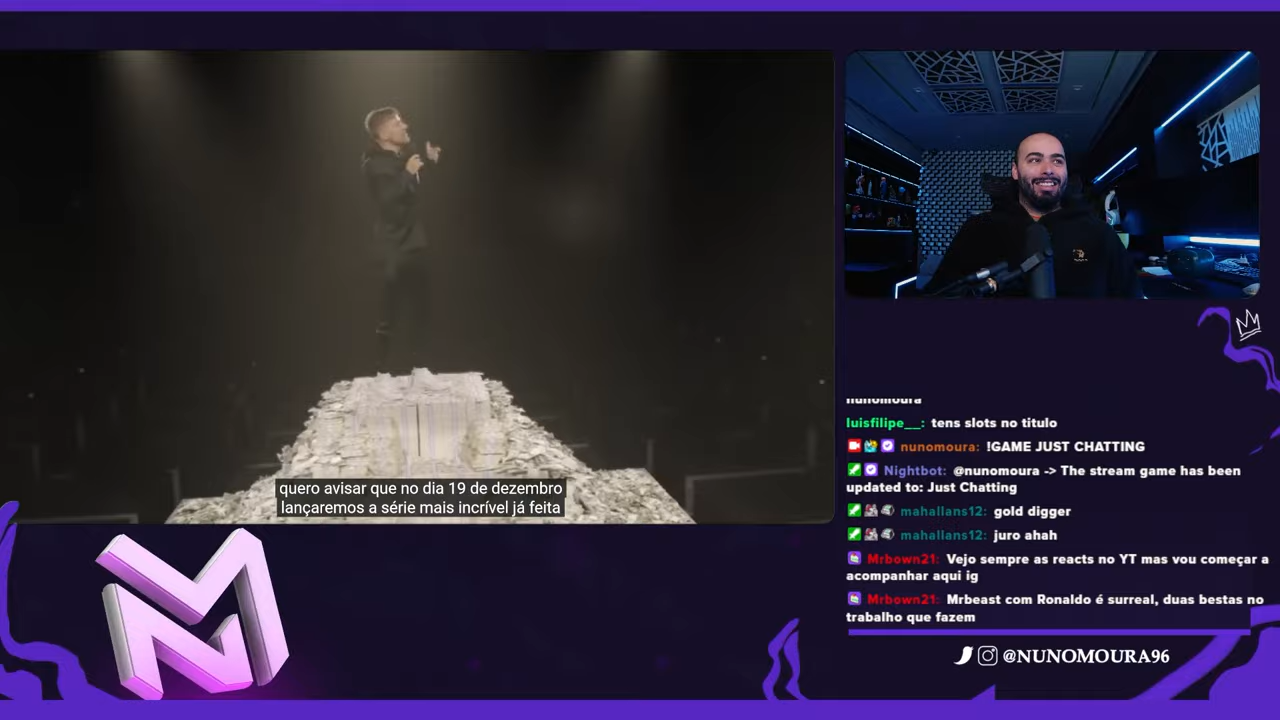 quero avisar que no dia 19 de dezembro
lançaremos a série mais incrível já feita
nunomoura
luisfilipe__: tens slots no titulo
nunomoura: !GAME JUST CHATTING
Nightbot: @nunomoura -> The stream game has been
updated to: Just Chatting
mahallans12: gold digger
mahallans12: juro ahah
Mrbown21: Vejo sempre as reacts no YT mas vou começar a
acompanhar aqui ig
Mrbown21: Mrbeast com Ronaldo é surreal, duas bestas no
trabalho que fazem
@NUNOMOURA96
NM